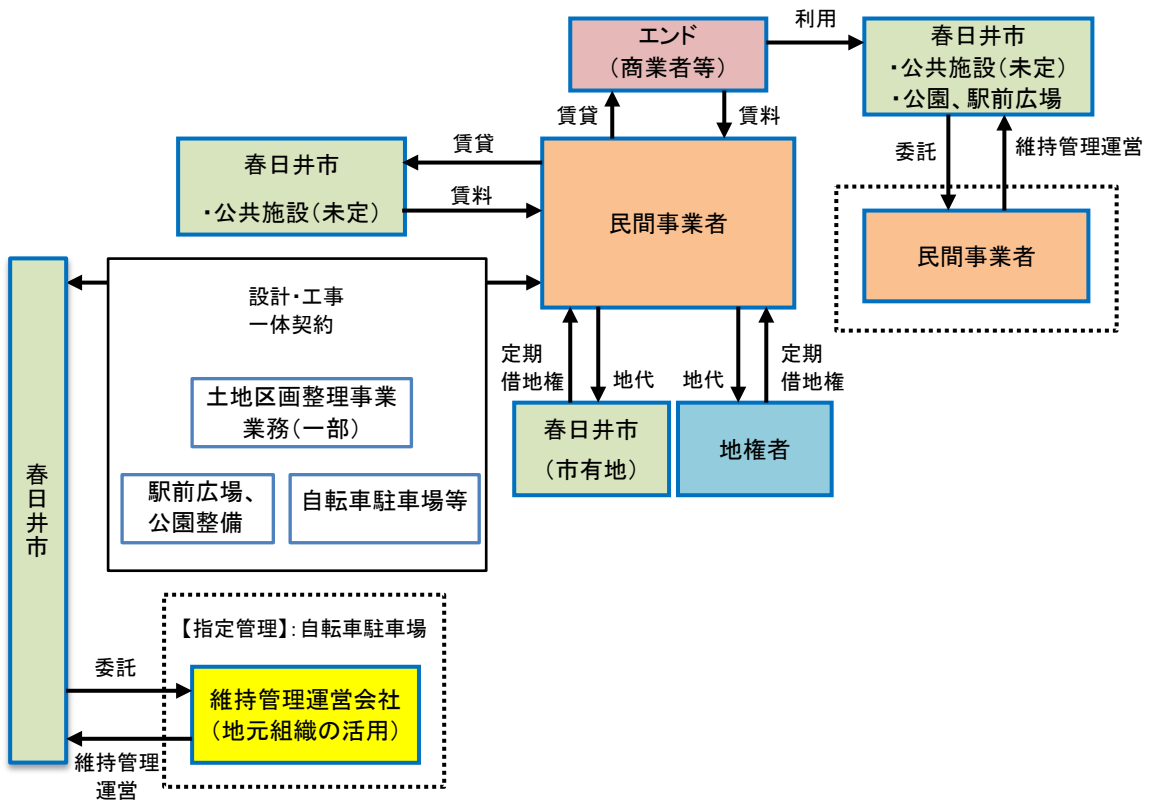 エンド
（商業者等）
利用
春日井市
・公共施設（未定）
・公園、駅前広場
賃貸
賃料
委託
維持管理運営
春日井市
・公共施設（未定）
賃貸
賃料
民間事業者
民間事業者
春日井市
設計・工事
一体契約
土地区画整理事業
業務（一部）
駅前広場、
公園整備
自転車駐車場等
定期
借地権
地代
地代
定期
借地権
春日井市
（市有地）
地権者
【指定管理】：自転車駐車場
委託
維持管理運営会社
（地元組織の活用）
維持管理
運営